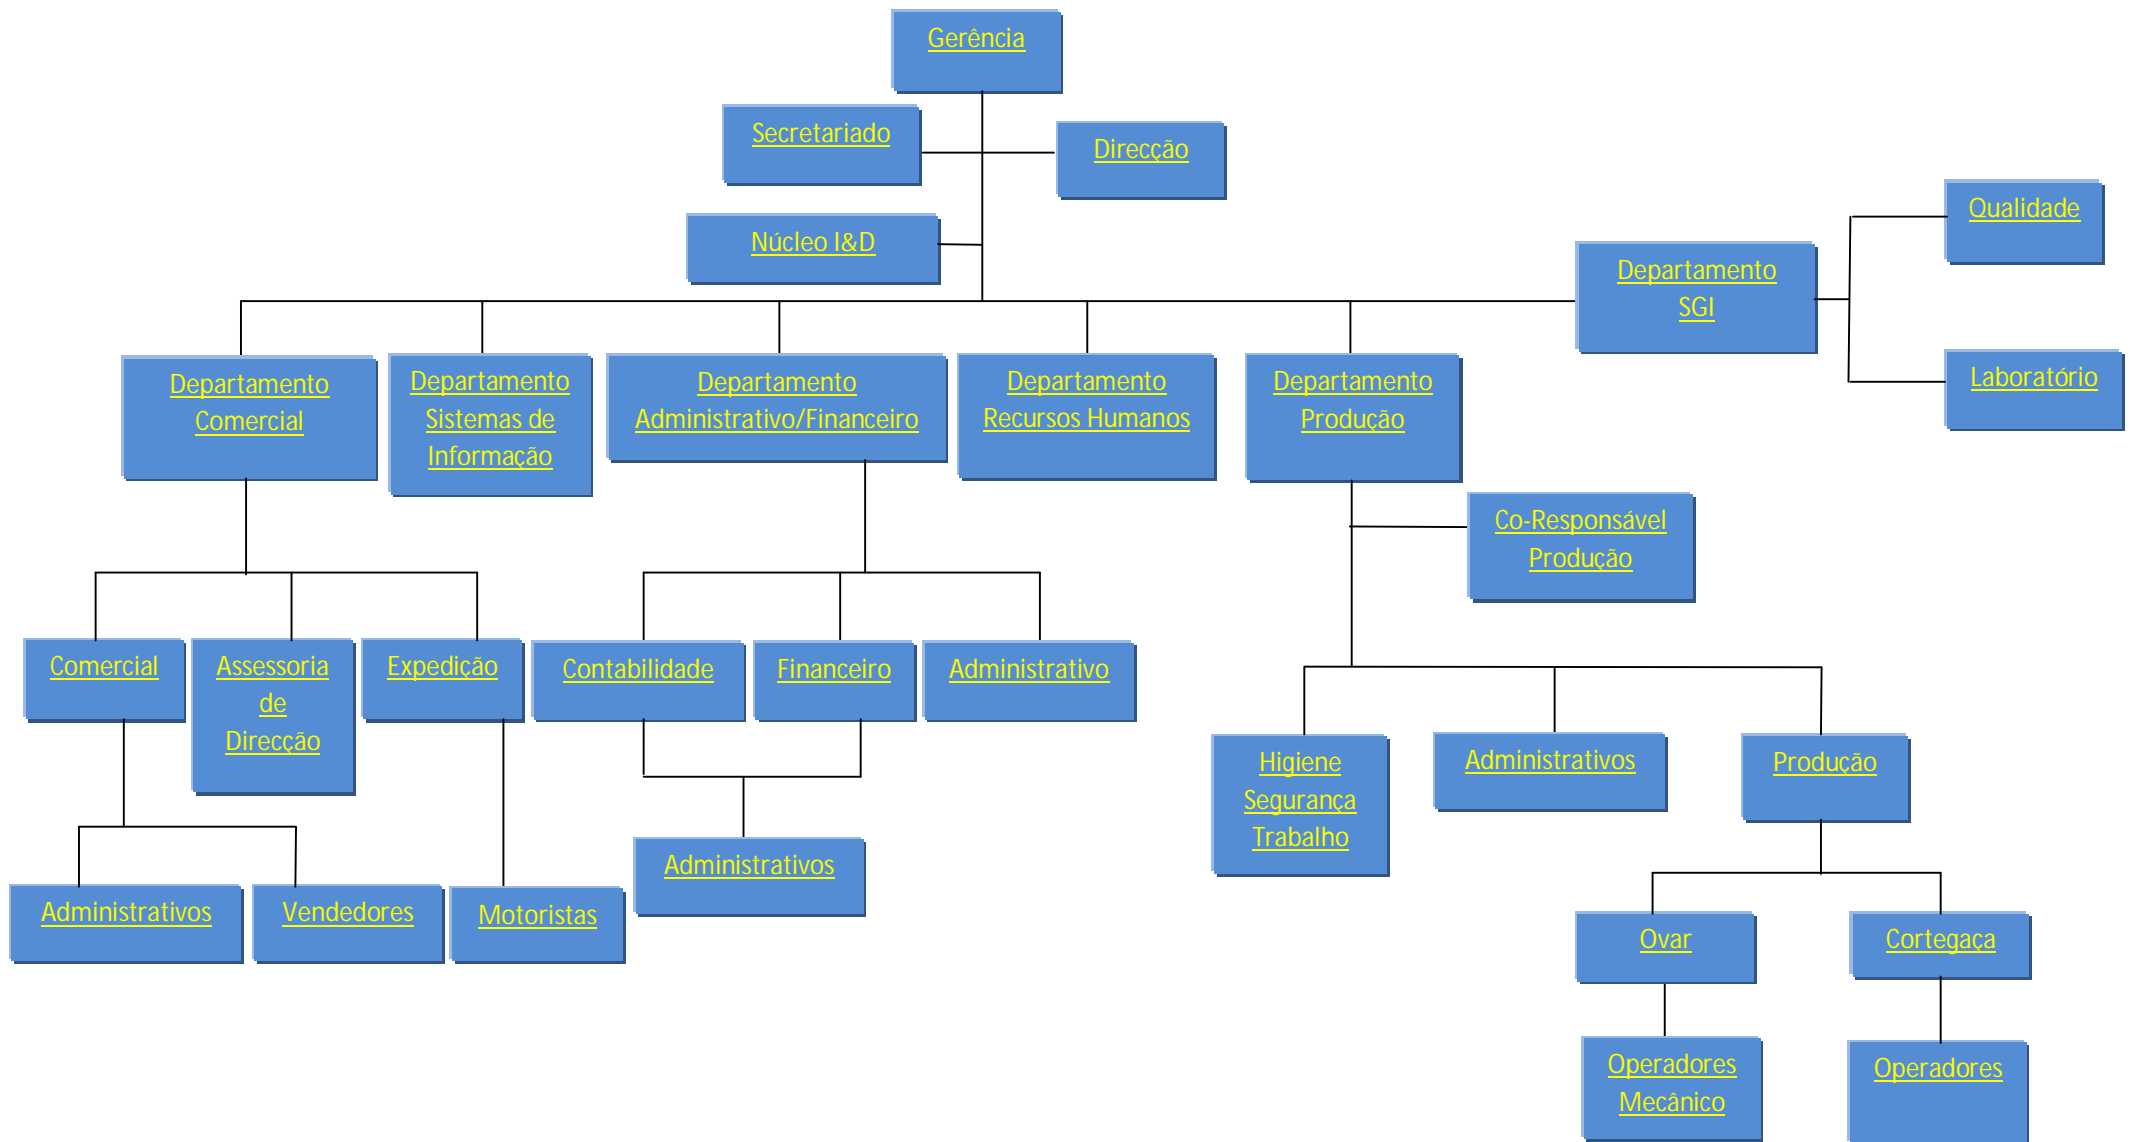 Gerência
Secretariado
Direcção
Qualidade
Núcleo I&D
Departamento
SGI
Laboratório
Departamento
Comercial
Departamento
Sistemas de
Informação
Departamento
Administrativo/Financeiro
Departamento
Recursos Humanos
Departamento
Produção
Co-Responsável
Produção
Comercial
Assessoria
de
Direcção
Expedição
Contabilidade
Financeiro
Administrativo
Higiene
Segurança
Trabalho
Administrativos
Produção
Administrativos
Administrativos
Vendedores
Motoristas
Ovar
Cortegaça
Operadores
Mecânico
Operadores